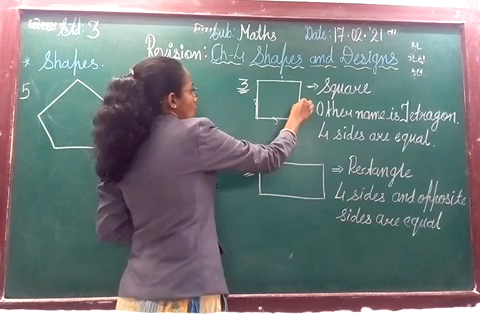 Std 3 Sub: Maths Date: 17.02.'21
Revision: Ch-4 Shapes and Designs
* Shapes.
5
3 → Square
Other name is Tetragon.
4 sides are equal.
⇒ Rectangle
4 sides and opposite
sides are equal